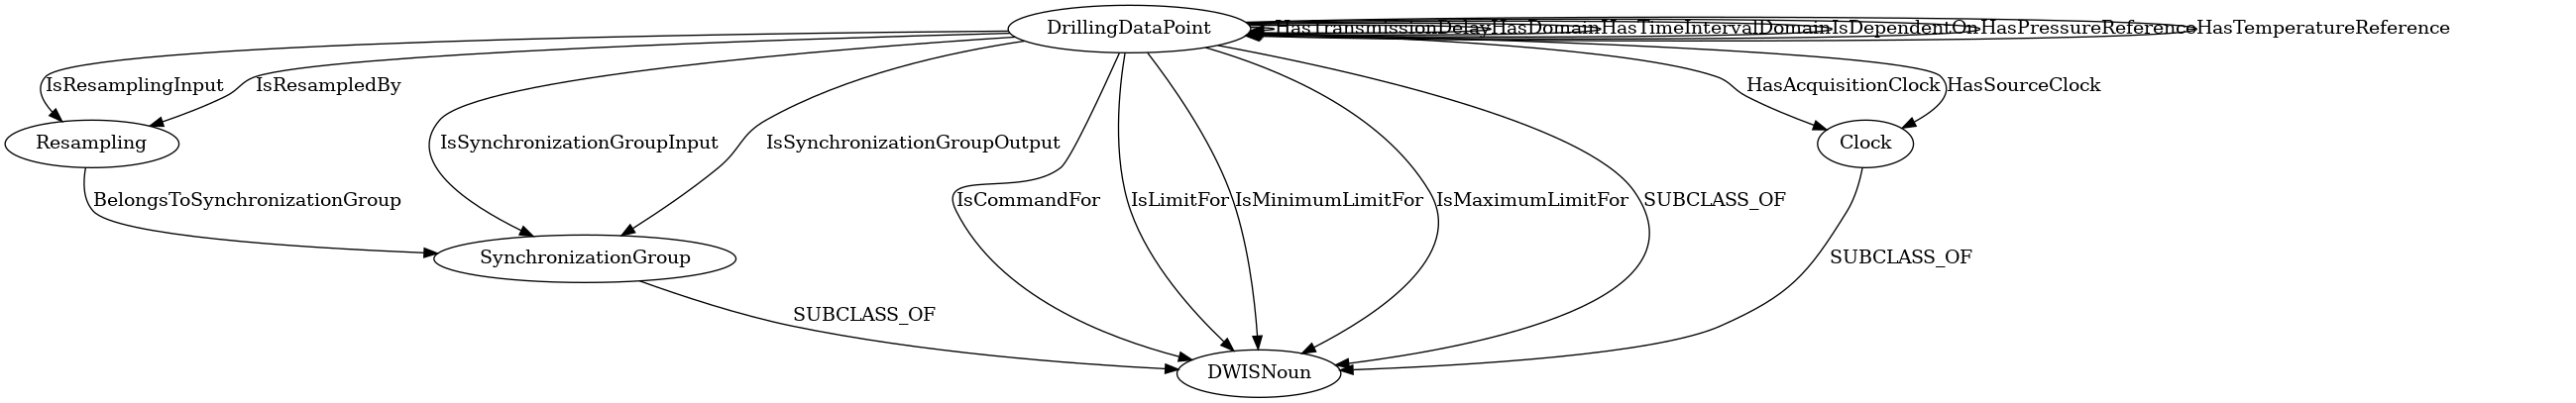 DrillingDataPoint
HasTransmissionDelay
HasDomain
HasTimeIntervalDomain
IsDependentOn
HasPressureReference
HasTemperatureReference
IsResamplingInput
IsResampledBy
HasAcquisitionClock
HasSourceClock
Resampling
IsSynchronizationGroupInput
IsSynchronizationGroupOutput
Clock
BelongsToSynchronizationGroup
IsCommandFor
IsLimitFor
IsMinimumLimitFor
IsMaximumLimitFor
SUBCLASS_OF
SynchronizationGroup
SUBCLASS_OF
SUBCLASS_OF
DWISNoun